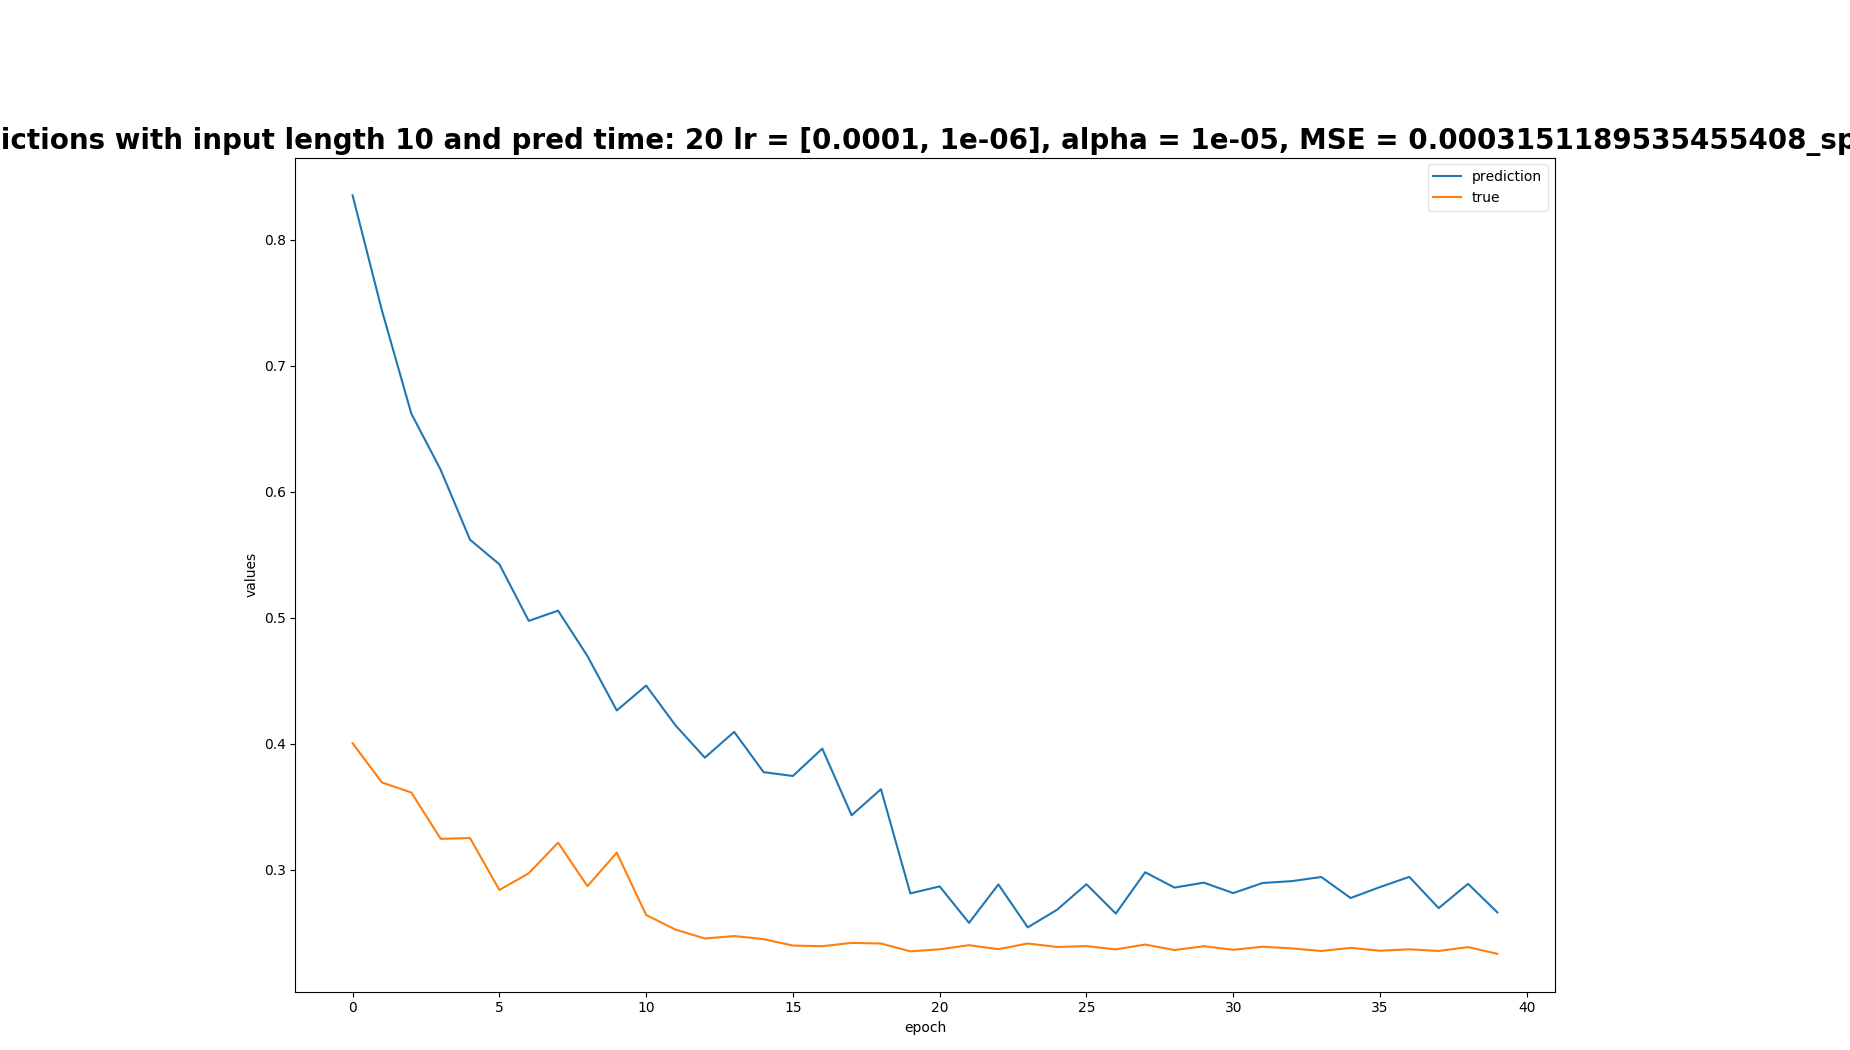 ictions with input length 10 and pred time: 20 lr = [0.0001, 1e-06], alpha = 1e-05, MSE = 0.0003151189535455408_sp
prediction
true
0.8
0.7
0.6
0.5
0.4
0.3
values
0 5 10 15 20 25 30 35 40
epoch